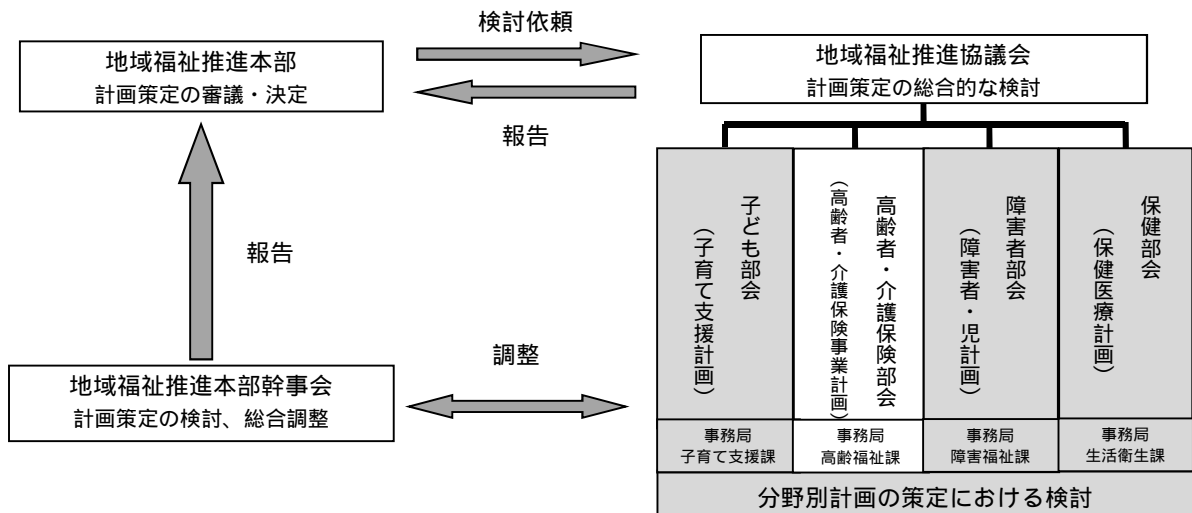 検討依頼
地域福祉推進本部
計画策定の審議・決定
地域福祉推進協議会
計画策定の総合的な検討
報告
報告
調整
地域福祉推進本部幹事会
計画策定の検討、総合調整
子ども部会
（子育て支援計画）
高齢者・介護保険部会
（高齢者・介護保険事業計画）
障害者部会
（障害者・児計画）
保健部会
（保健医療計画）
事務局
子育て支援課
事務局
高齢福祉課
事務局
障害福祉課
事務局
生活衛生課
分野別計画の策定における検討